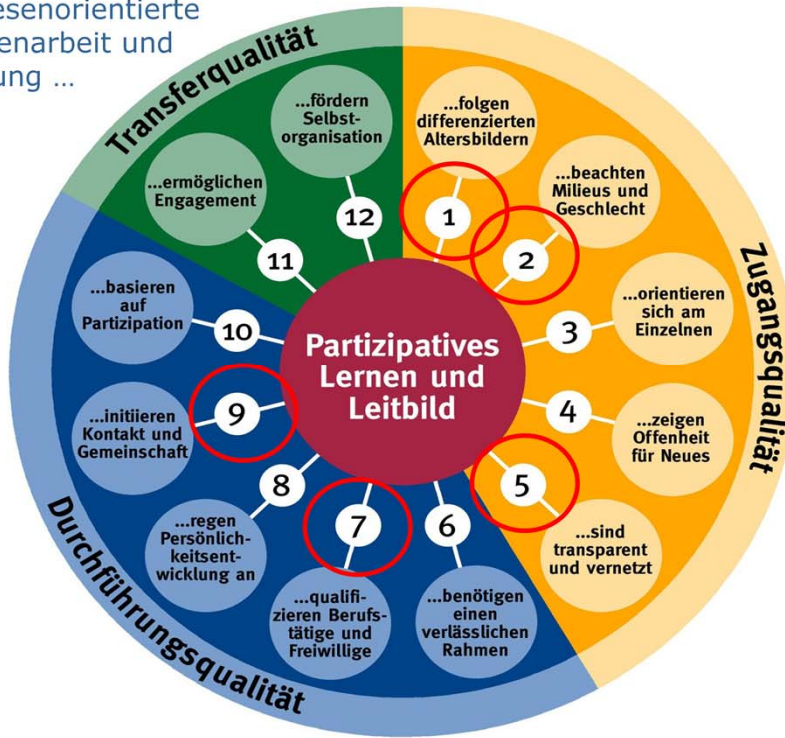 esenorientierte
enarbeit und
ung ...
Transferqualität
Zugangsqualität
Durchführungsqualität
Partizipatives
Lernen und
Leitbild
1
...folgen
differenzierten
Altersbildern
2
...beachten
Milieus und
Geschlecht
3
...orientieren
sich am
Einzelnen
4
...zeigen
Offenheit
für Neues
5
...sind
transparent
und vernetzt
6
...benötigen
einen
verlässlichen
Rahmen
7
...qualifi-
zieren Berufs-
tätige und
Freiwillige
8
...regen
Persönlich-
keitsent-
wicklung an
9
...initiieren
Kontakt und
Gemeinschaft
10
...basieren
auf
Partizipation
11
...ermöglichen
Engagement
12
...fördern
Selbst-
organisation